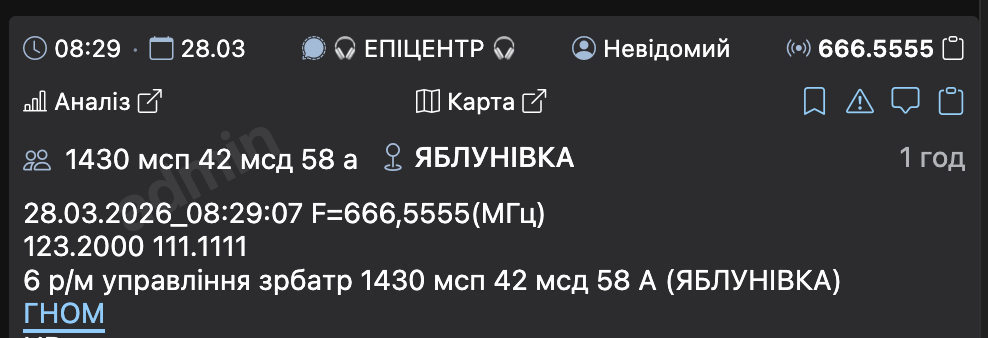 08:29 · 28.03 ЕПІЦЕНТР Невідомий 666.5555
Аналіз Карта
1430 мсп 42 мсд 58 а ЯБЛУНІВКА 1 год
admin
28.03.2026_08:29:07 F=666,5555(МГц)
123.2000 111.1111
6 р/м управління зрбатр 1430 мсп 42 мсд 58 А (ЯБЛУНІВКА)
ГНОМ